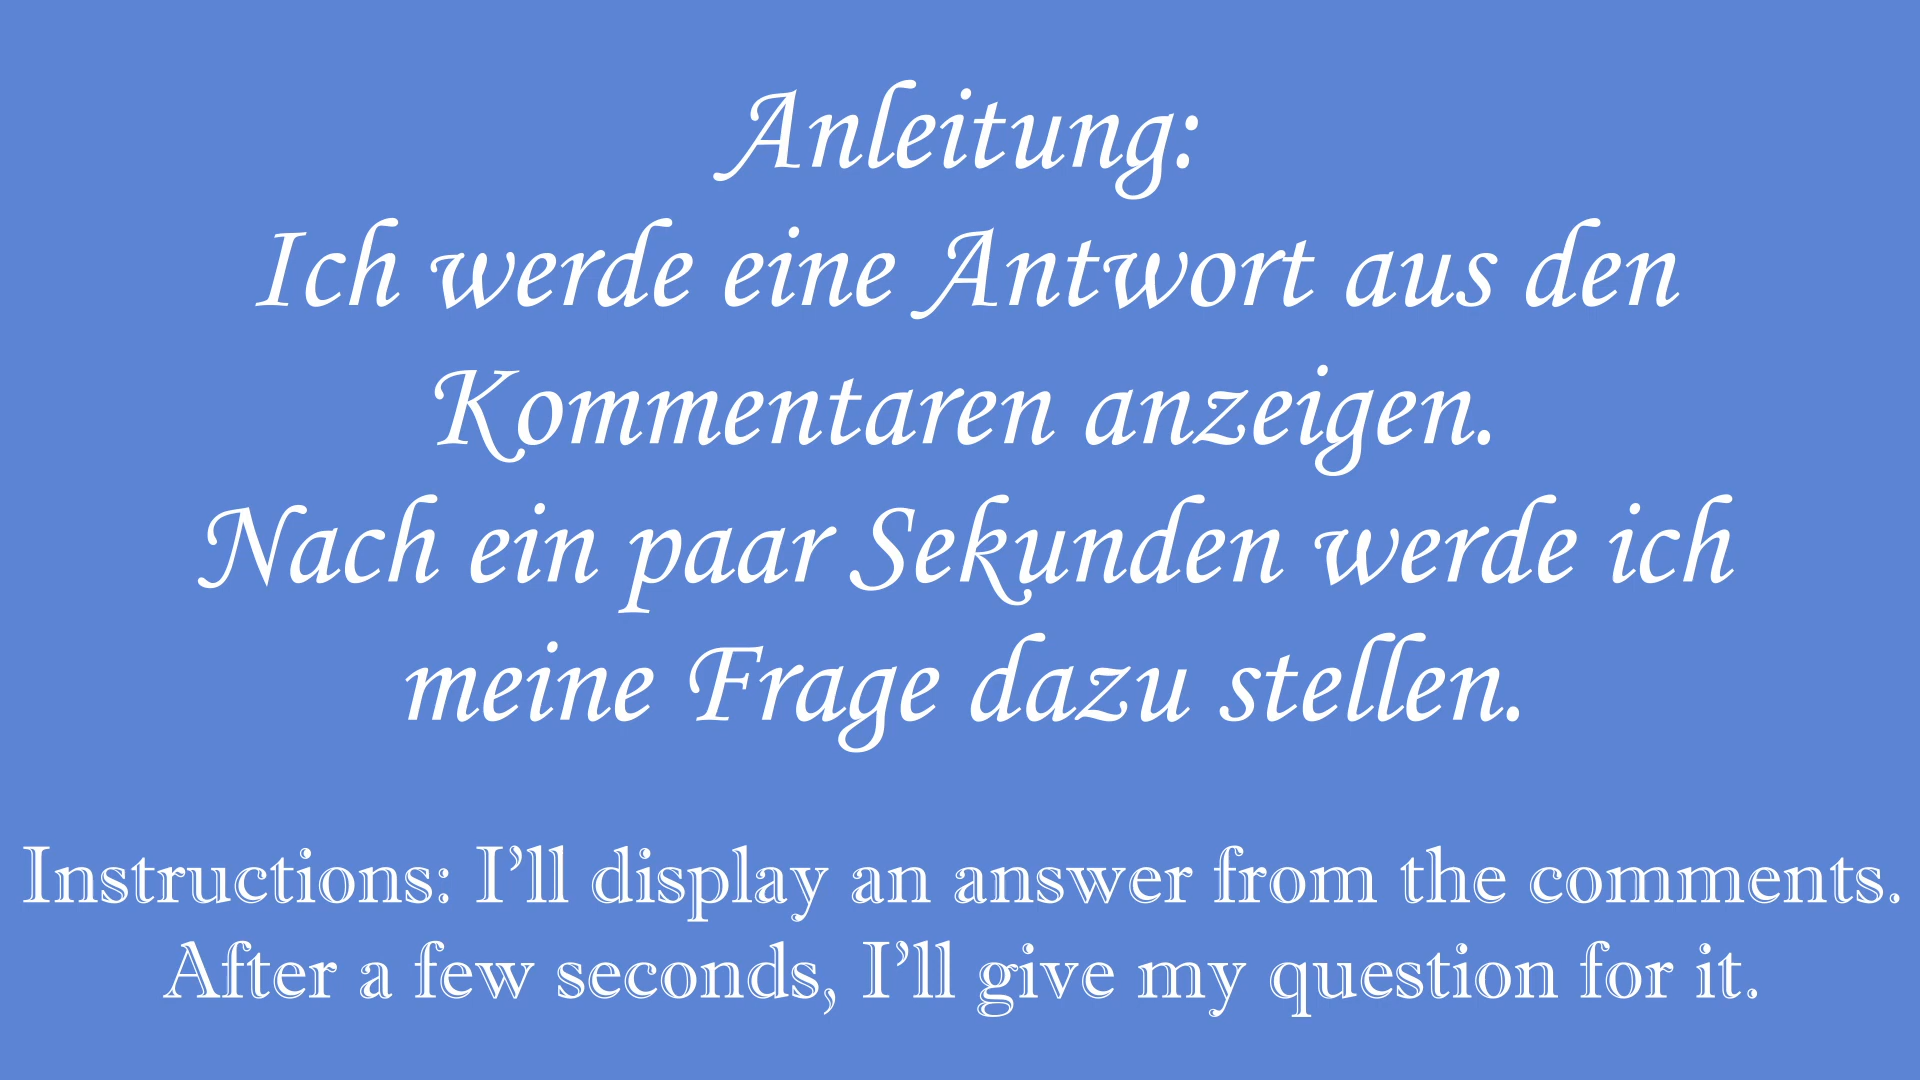 Anleitung:
Ich werde eine Antwort aus den
Kommentaren anzeigen.
Nach ein paar Sekunden werde ich
meine Frage dazu stellen.
Instructions: I’ll display an answer from the comments.
After a few seconds, I’ll give my question for it.